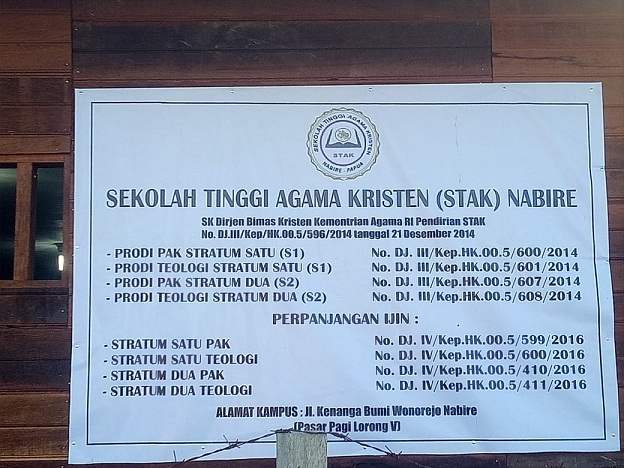 SEKOLAH TINGGI AGAMA KRISTEN
STAK
NABIRE - PAPUA
SEKOLAH TINGGI AGAMA KRISTEN (STAK) NABIRE
SK Dirjen Bimas Kristen Kementrian Agama RI Pendirian STAK
No. DJ.III/Kep/HK.00.5/596/2014 tanggal 21 Desember 2014
- PRODI PAK STRATUM SATU (S1) No. DJ. III/Kep.HK.00.5/600/2014
- PRODI TEOLOGI STRATUM SATU (S1) No. DJ. III/Kep.HK.00.5/601/2014
- PRODI PAK STRATUM DUA (S2) No. DJ. III/Kep.HK.00.5/607/2014
- PRODI TEOLOGI STRATUM DUA (S2) No. DJ. III/Kep.HK.00.5/608/2014
PERPANJANGAN IJIN :
- STRATUM SATU PAK No. DJ. IV/Kep.HK.00.5/599/2016
- STRATUM SATU TEOLOGI No. DJ. IV/Kep.HK.00.5/600/2016
- STRATUM DUA PAK No. DJ. IV/Kep.HK.00.5/410/2016
- STRATUM DUA TEOLOGI No. DJ. IV/Kep.HK.00.5/411/2016
ALAMAT KAMPUS : Jl. Kenanga Bumi Wonorejo Nabire
(Pasar Pagi Lorong V)